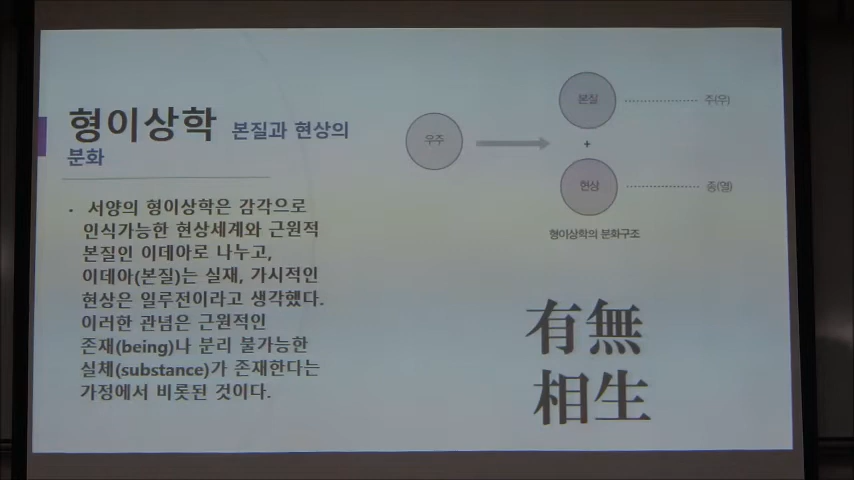 형이상학 본질과 현상의
분화
· 서양의 형이상학은 감각으로
인식가능한 현상세계와 근원적
본질인 이데아로 나누고,
이데아(본질)는 실재, 가시적인
현상은 일루전이라고 생각했다.
이러한 관념은 근원적인
존재(being)나 분리 불가능한
실체(substance)가 존재한다는
가정에서 비롯된 것이다.
우주
본질
주(우)
+
현상
종(열)
형이상학의 분화구조
有無
相生